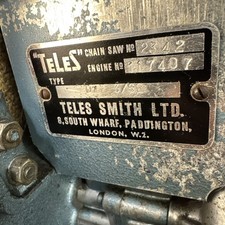 "TELES" CHAIN SAW No 2342
ENGINE No 17407
TYPE
TELES SMITH LTD.
8, SOUTH WHARF, PADDINGTON,
LONDON, W.2.